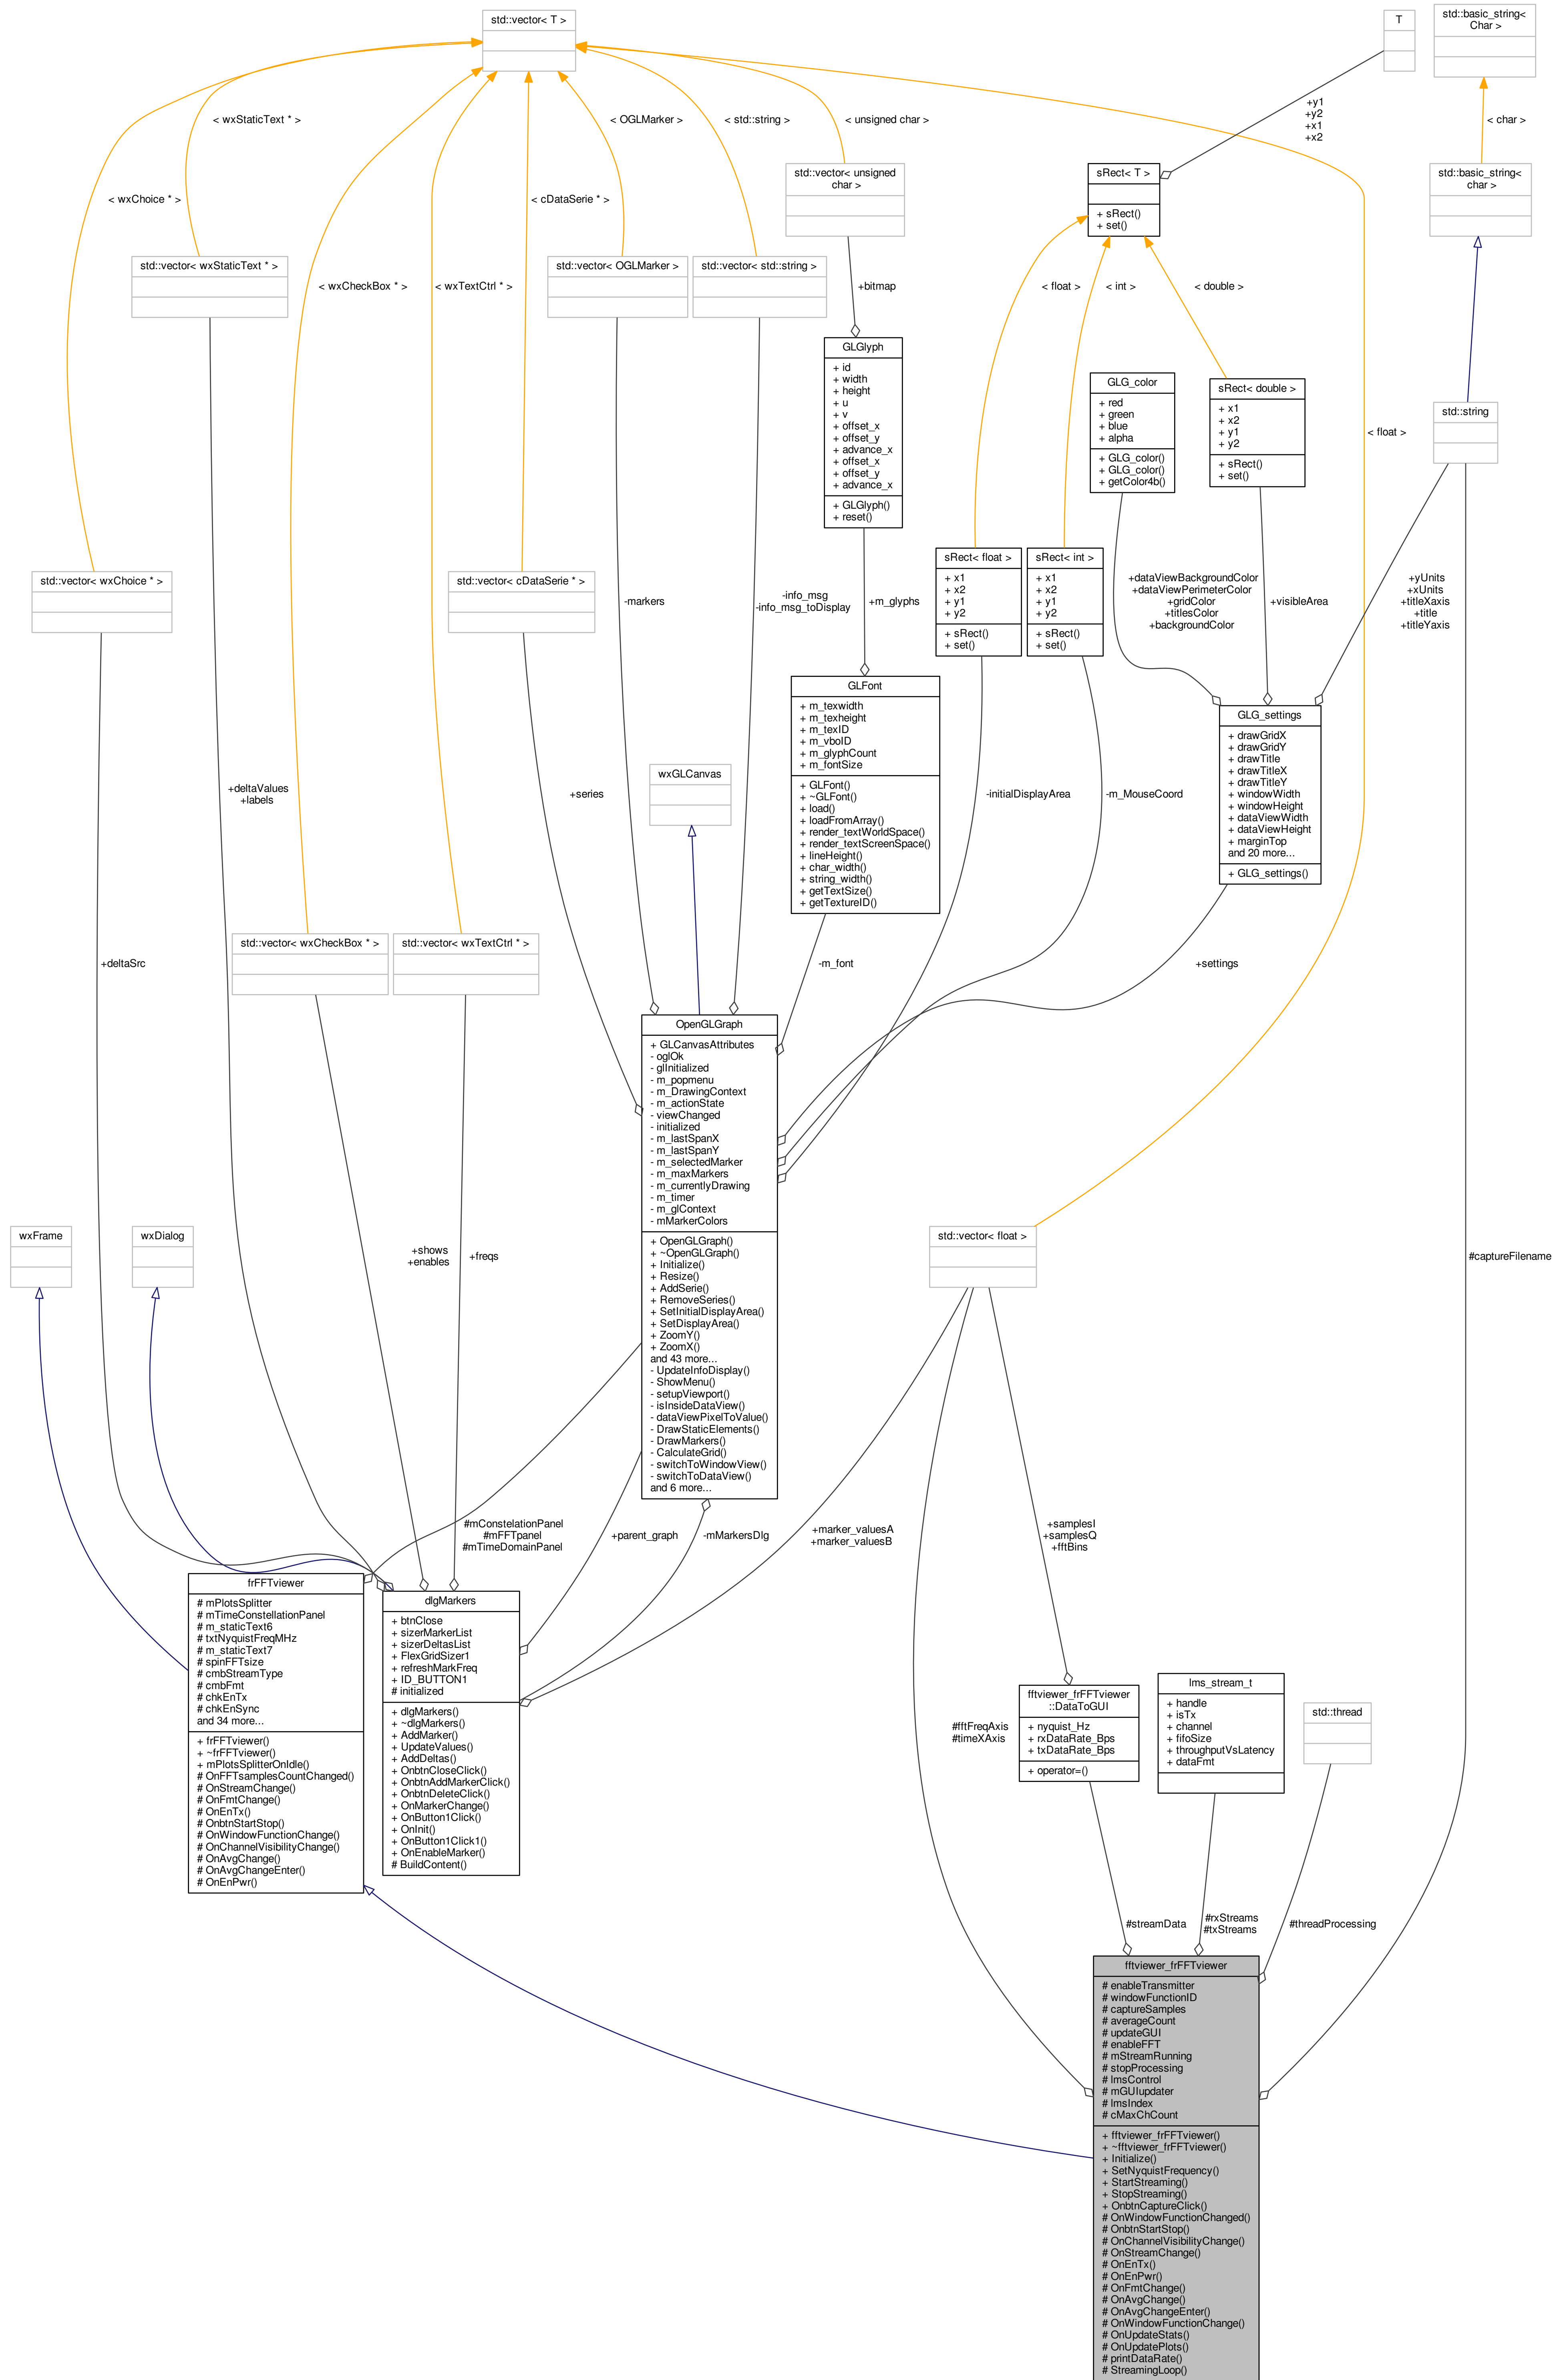 std::vector< T >
T
std::basic_string<
Char >
+y1
+y2
+x1
+x2
< wxStaticText * >
< OGLMarker >
< std::string >
< unsigned char >
< char >
std::vector< unsigned
char >
sRect< T >
+ sRect()
+ set()
std::basic_string<
char >
< wxChoice * >
< cDataSerie * >
std::vector< wxStaticText * >
std::vector< OGLMarker >
std::vector< std::string >
< wxCheckBox * >
< wxTextCtrl * >
+bitmap
< float >
< int >
< double >
GLGlyph
+ id
+ width
+ height
+ u
+ v
+ offset_x
+ offset_y
+ advance_x
+ offset_x
+ offset_y
+ advance_x
+ GLGlyph()
+ reset()
GLG_color
+ red
+ green
+ blue
+ alpha
+ GLG_color()
+ GLG_color()
+ getColor4b()
sRect< double >
+ x1
+ x2
+ y1
+ y2
+ sRect()
+ set()
std::string
< float >
std::vector< wxChoice * >
std::vector< cDataSerie * >
sRect< float >
+ x1
+ x2
+ y1
+ y2
+ sRect()
+ set()
sRect< int >
+ x1
+ x2
+ y1
+ y2
+ sRect()
+ set()
-markers
-info_msg
-info_msg_toDisplay
+m_glyphs
+dataViewBackgroundColor
+dataViewPerimeterColor
+gridColor
+titlesColor
+backgroundColor
+visibleArea
+yUnits
+xUnits
+titleXaxis
+title
+titleYaxis
GLFont
+ m_texwidth
+ m_texheight
+ m_texID
+ m_vboID
+ m_glyphCount
+ m_fontSize
+ GLFont()
+ ~GLFont()
+ load()
+ loadFromArray()
+ render_textWorldSpace()
+ render_textScreenSpace()
+ lineHeight()
+ char_width()
+ string_width()
+ getTextSize()
+ getTextureID()
GLG_settings
+ drawGridX
+ drawGridY
+ drawTitle
+ drawTitleX
+ drawTitleY
+ windowWidth
+ windowHeight
+ dataViewWidth
+ dataViewHeight
+ marginTop
and 20 more...
+ GLG_settings()
wxGLCanvas
+deltaValues
+labels
+series
-initialDisplayArea
-m_MouseCoord
std::vector< wxCheckBox * >
std::vector< wxTextCtrl * >
+deltaSrc
-m_font
+settings
OpenGLGraph
+ GLCanvasAttributes
- oglOk
- glInitialized
- m_popmenu
- m_DrawingContext
- m_actionState
- viewChanged
- initialized
- m_lastSpanX
- m_lastSpanY
- m_selectedMarker
- m_maxMarkers
- m_currentlyDrawing
- m_timer
- m_glContext
- mMarkerColors
+ OpenGLGraph()
+ ~OpenGLGraph()
+ Initialize()
+ Resize()
+ AddSerie()
+ RemoveSeries()
+ SetInitialDisplayArea()
+ SetDisplayArea()
+ ZoomY()
+ ZoomX()
and 43 more...
- UpdateInfoDisplay()
- ShowMenu()
- setupViewport()
- isInsideDataView()
- dataViewPixelToValue()
- DrawStaticElements()
- DrawMarkers()
- CalculateGrid()
- switchToWindowView()
- switchToDataView()
and 6 more...
wxFrame
wxDialog
+shows
+enables
+freqs
std::vector< float >
#captureFilename
#mConstelationPanel
#mFFTpanel
#mTimeDomainPanel
+parent_graph
-mMarkersDlg
+marker_valuesA
+marker_valuesB
+samplesI
+samplesQ
+fftBins
frFFTviewer
# mPlotsSplitter
# mTimeConstellationPanel
# m_staticText6
# txtNyquistFreqMHz
# m_staticText7
# spinFFTsize
# cmbStreamType
# cmbFmt
# chkEnTx
# chkEnSync
and 34 more...
+ frFFTviewer()
+ ~frFFTviewer()
+ mPlotsSplitterOnIdle()
# OnFFTsamplesCountChanged()
# OnStreamChange()
# OnFmtChange()
# OnEnTx()
# OnbtnStartStop()
# OnWindowFunctionChange()
# OnChannelVisibilityChange()
# OnAvgChange()
# OnAvgChangeEnter()
# OnEnPwr()
dlgMarkers
+ btnClose
+ sizerMarkerList
+ sizerDeltasList
+ FlexGridSizer1
+ refreshMarkFreq
+ ID_BUTTON1
# initialized
+ dlgMarkers()
+ ~dlgMarkers()
+ AddMarker()
+ UpdateValues()
+ AddDeltas()
+ OnbtnCloseClick()
+ OnbtnAddMarkerClick()
+ OnbtnDeleteClick()
+ OnMarkerChange()
+ OnButton1Click()
+ OnInit()
+ OnButton1Click1()
+ OnEnableMarker()
# BuildContent()
#fftFreqAxis
#timeXAxis
fftviewer_frFFTviewer
::DataToGUI
+ nyquist_Hz
+ rxDataRate_Bps
+ txDataRate_Bps
+ operator=()
lms_stream_t
+ handle
+ isTx
+ channel
+ fifoSize
+ throughputVsLatency
+ dataFmt
std::thread
#streamData
#rxStreams
#txStreams
#threadProcessing
fftviewer_frFFTviewer
# enableTransmitter
# windowFunctionID
# captureSamples
# averageCount
# updateGUI
# enableFFT
# mStreamRunning
# stopProcessing
# lmsControl
# mGUIupdater
# lmsIndex
# cMaxChCount
+ fftviewer_frFFTviewer()
+ ~fftviewer_frFFTviewer()
+ Initialize()
+ SetNyquistFrequency()
+ StartStreaming()
+ StopStreaming()
+ OnbtnCaptureClick()
# OnWindowFunctionChanged()
# OnbtnStartStop()
# OnChannelVisibilityChange()
# OnStreamChange()
# OnEnTx()
# OnEnPwr()
# OnFmtChange()
# OnAvgChange()
# OnAvgChangeEnter()
# OnWindowFunctionChange()
# OnUpdateStats()
# OnUpdatePlots()
# printDataRate()
# StreamingLoop()